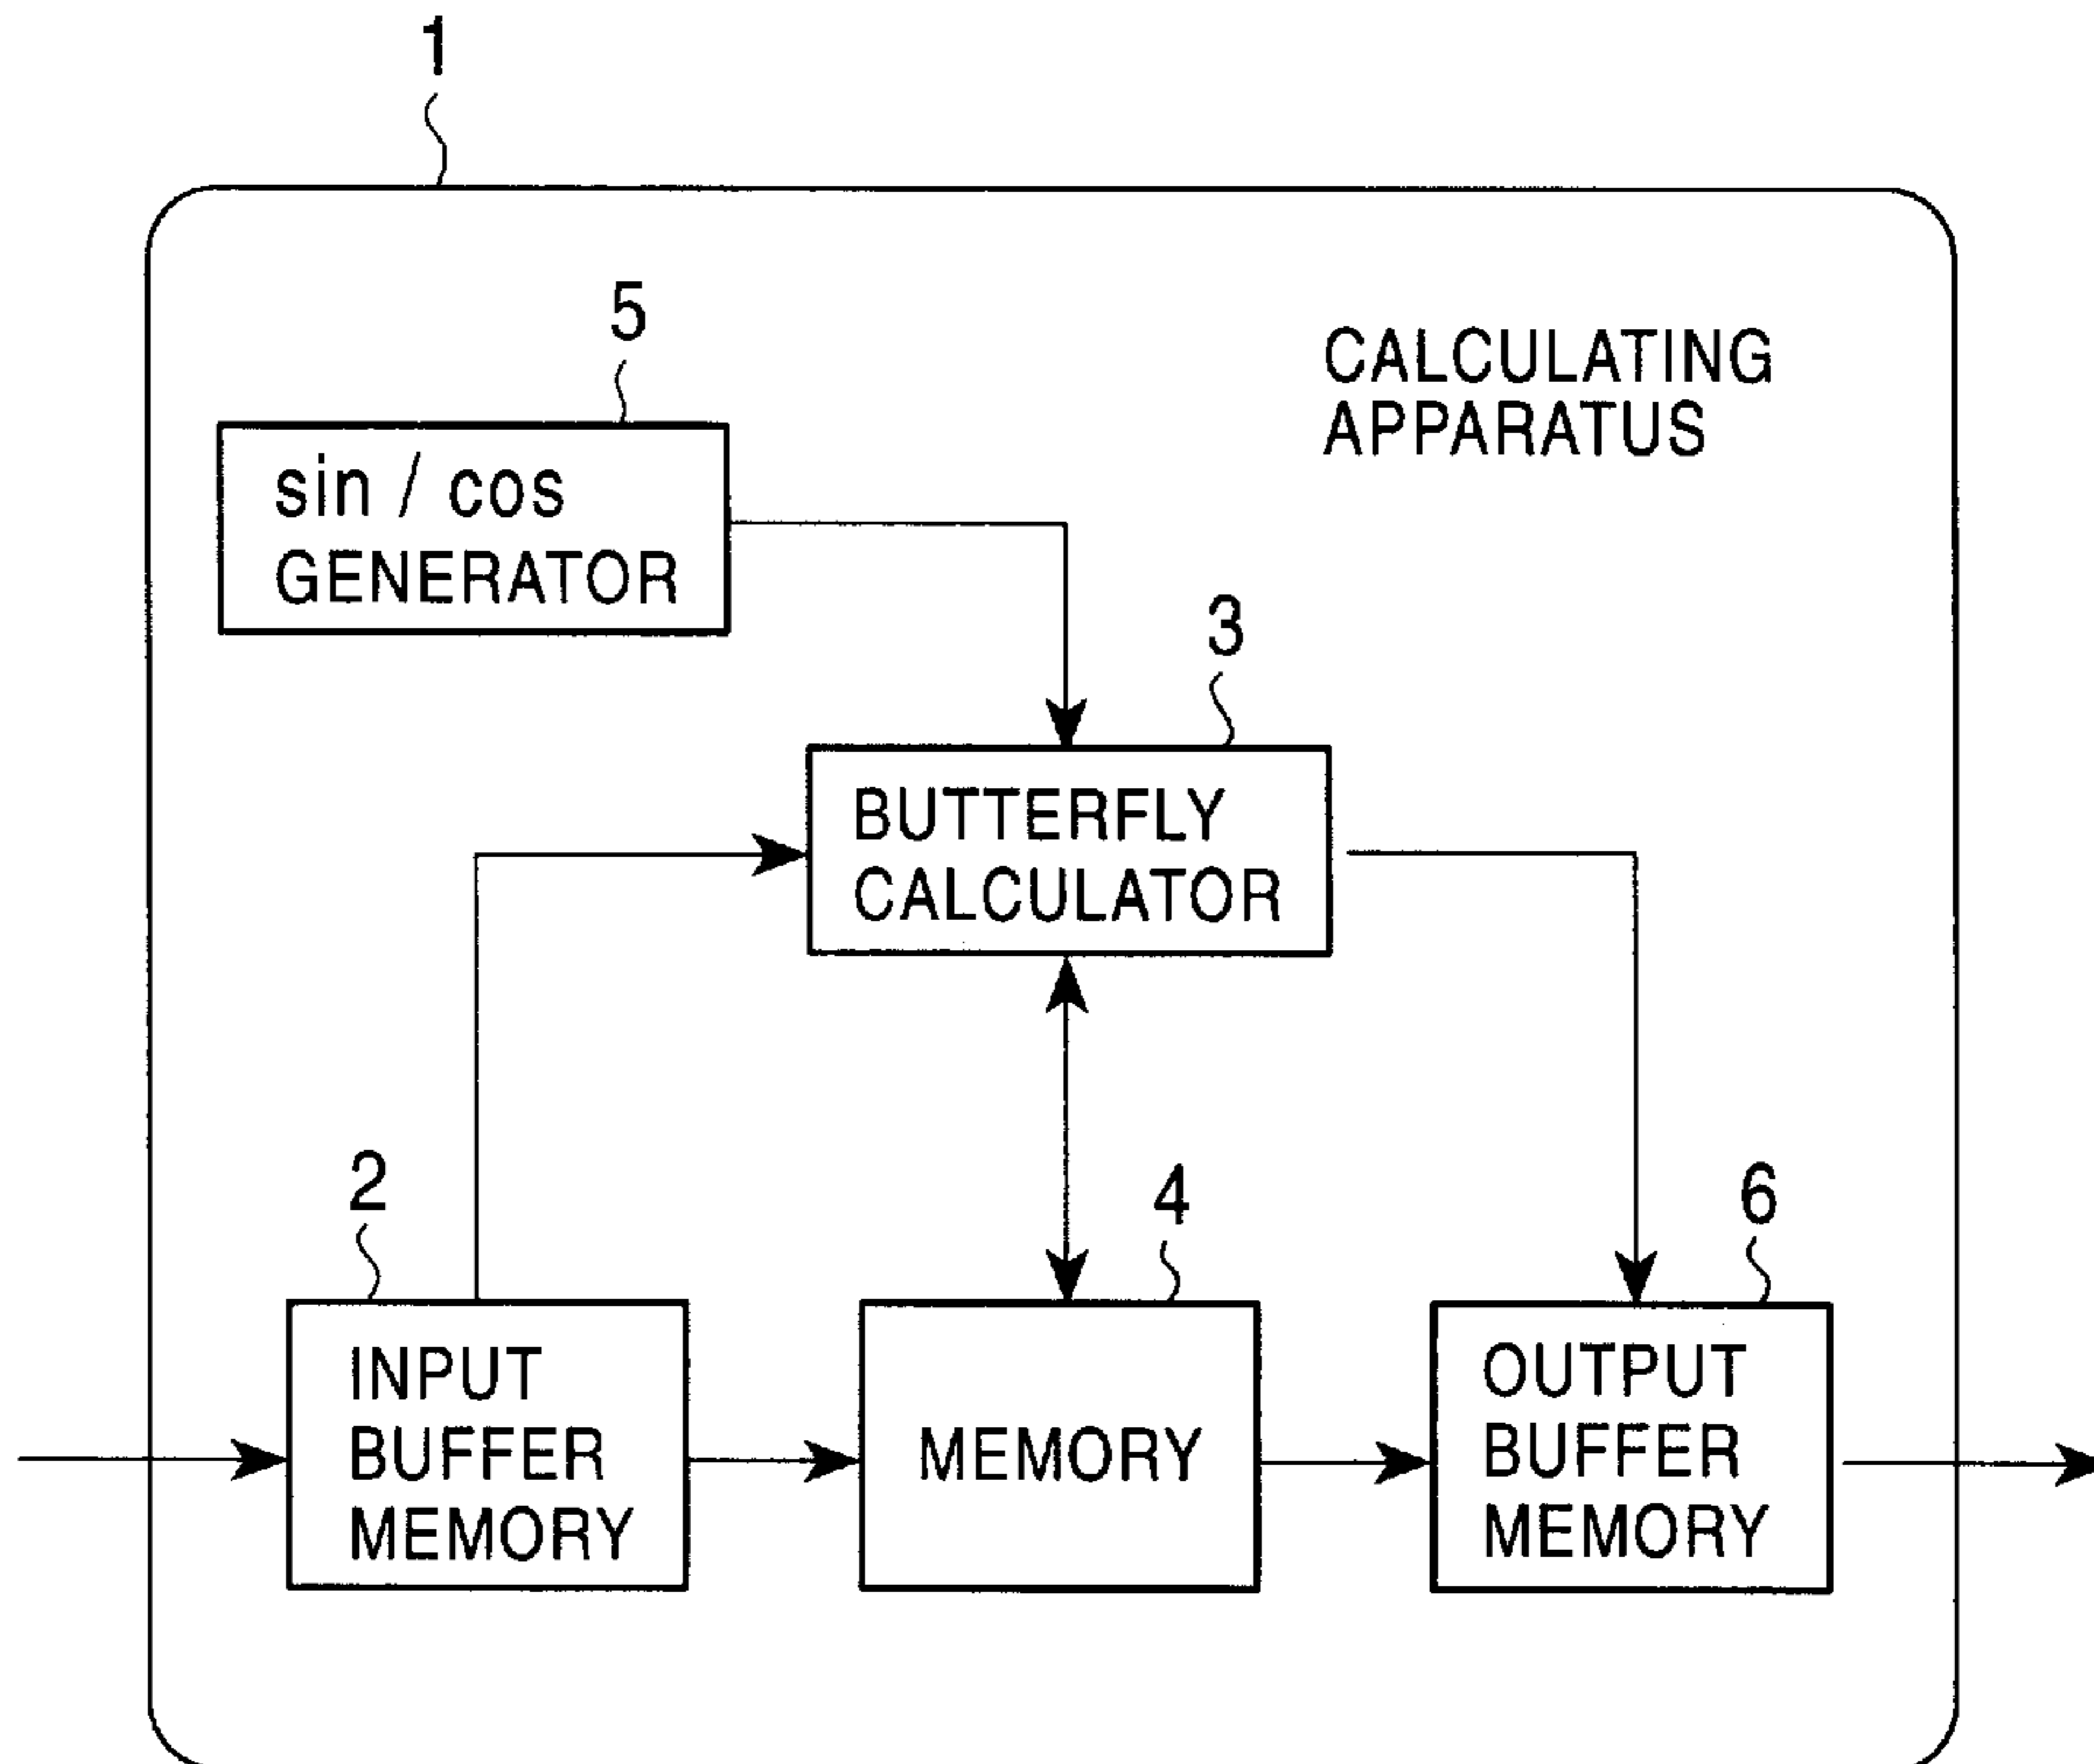 1
5
CALCULATING
APPARATUS
sin / cos
GENERATOR
3
BUTTERFLY
CALCULATOR
2
4
6
INPUT
BUFFER
MEMORY
MEMORY
OUTPUT
BUFFER
MEMORY